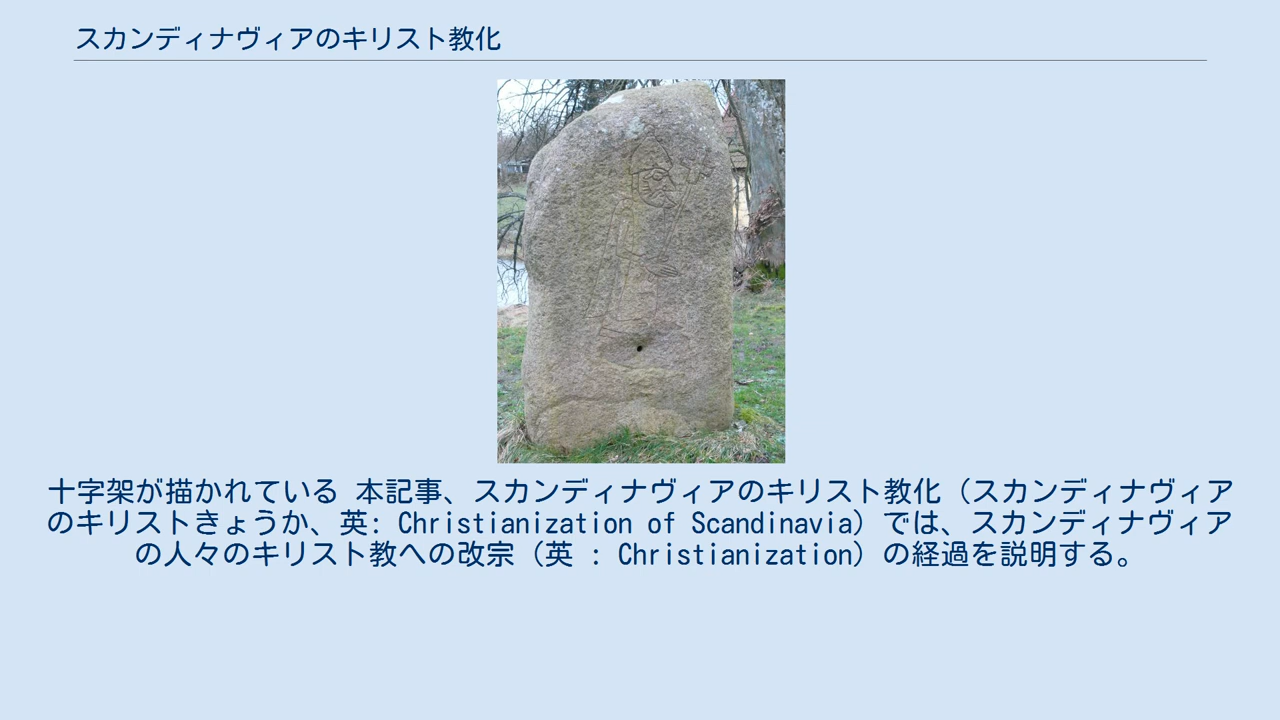 スカンディナヴィアのキリスト教化
十字架が描かれている 本記事、スカンディナヴィアのキリスト教化（スカンディナヴィア
のキリストきょうか、英: Christianization of Scandinavia）では、スカンディナヴィア
の人々のキリスト教への改宗（英 : Christianization）の経過を説明する。